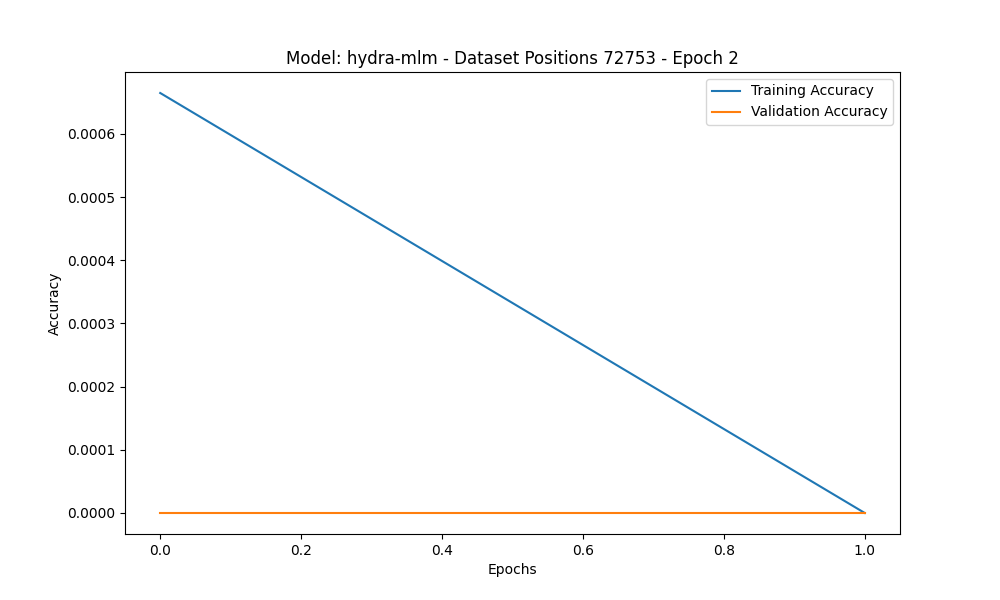 Model: hydra-mlm - Dataset Positions 72753 - Epoch 2
Training Accuracy
Validation Accuracy
0.0006
0.0005
0.0004
0.0003
0.0002
0.0001
0.0000
Accuracy
0.0 0.2 0.4 0.6 0.8 1.0
Epochs